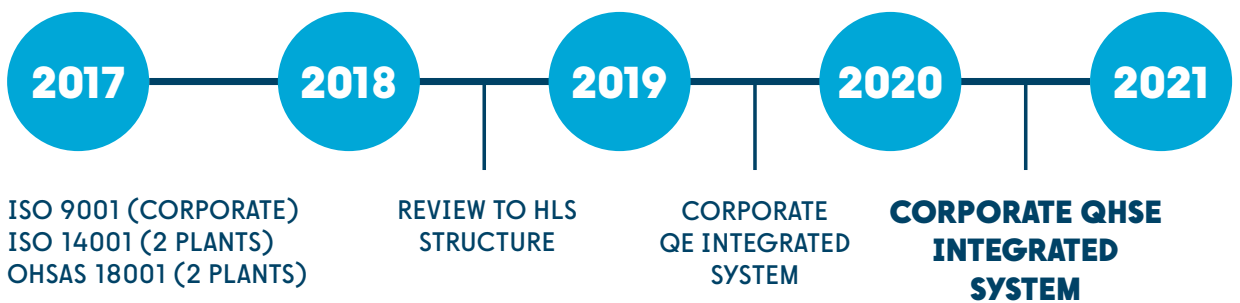 2017
2018
2019
2020
2021
ISO 9001 (CORPORATE)
ISO 14001 (2 PLANTS)
OHSAS 18001 (2 PLANTS)
REVIEW TO HLS
STRUCTURE
CORPORATE
QE INTEGRATED
SYSTEM
CORPORATE QHSE
INTEGRATED
SYSTEM